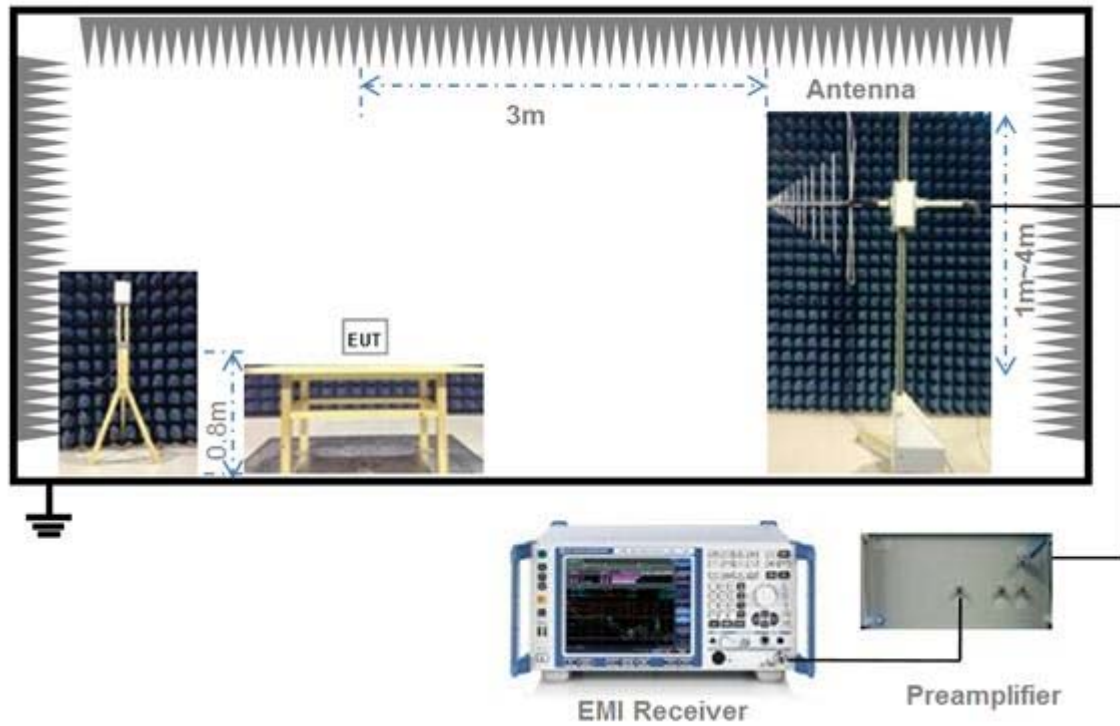 Antenna
3m
1m~4m
EUT
0.8m
EMI Receiver
Preamplifier